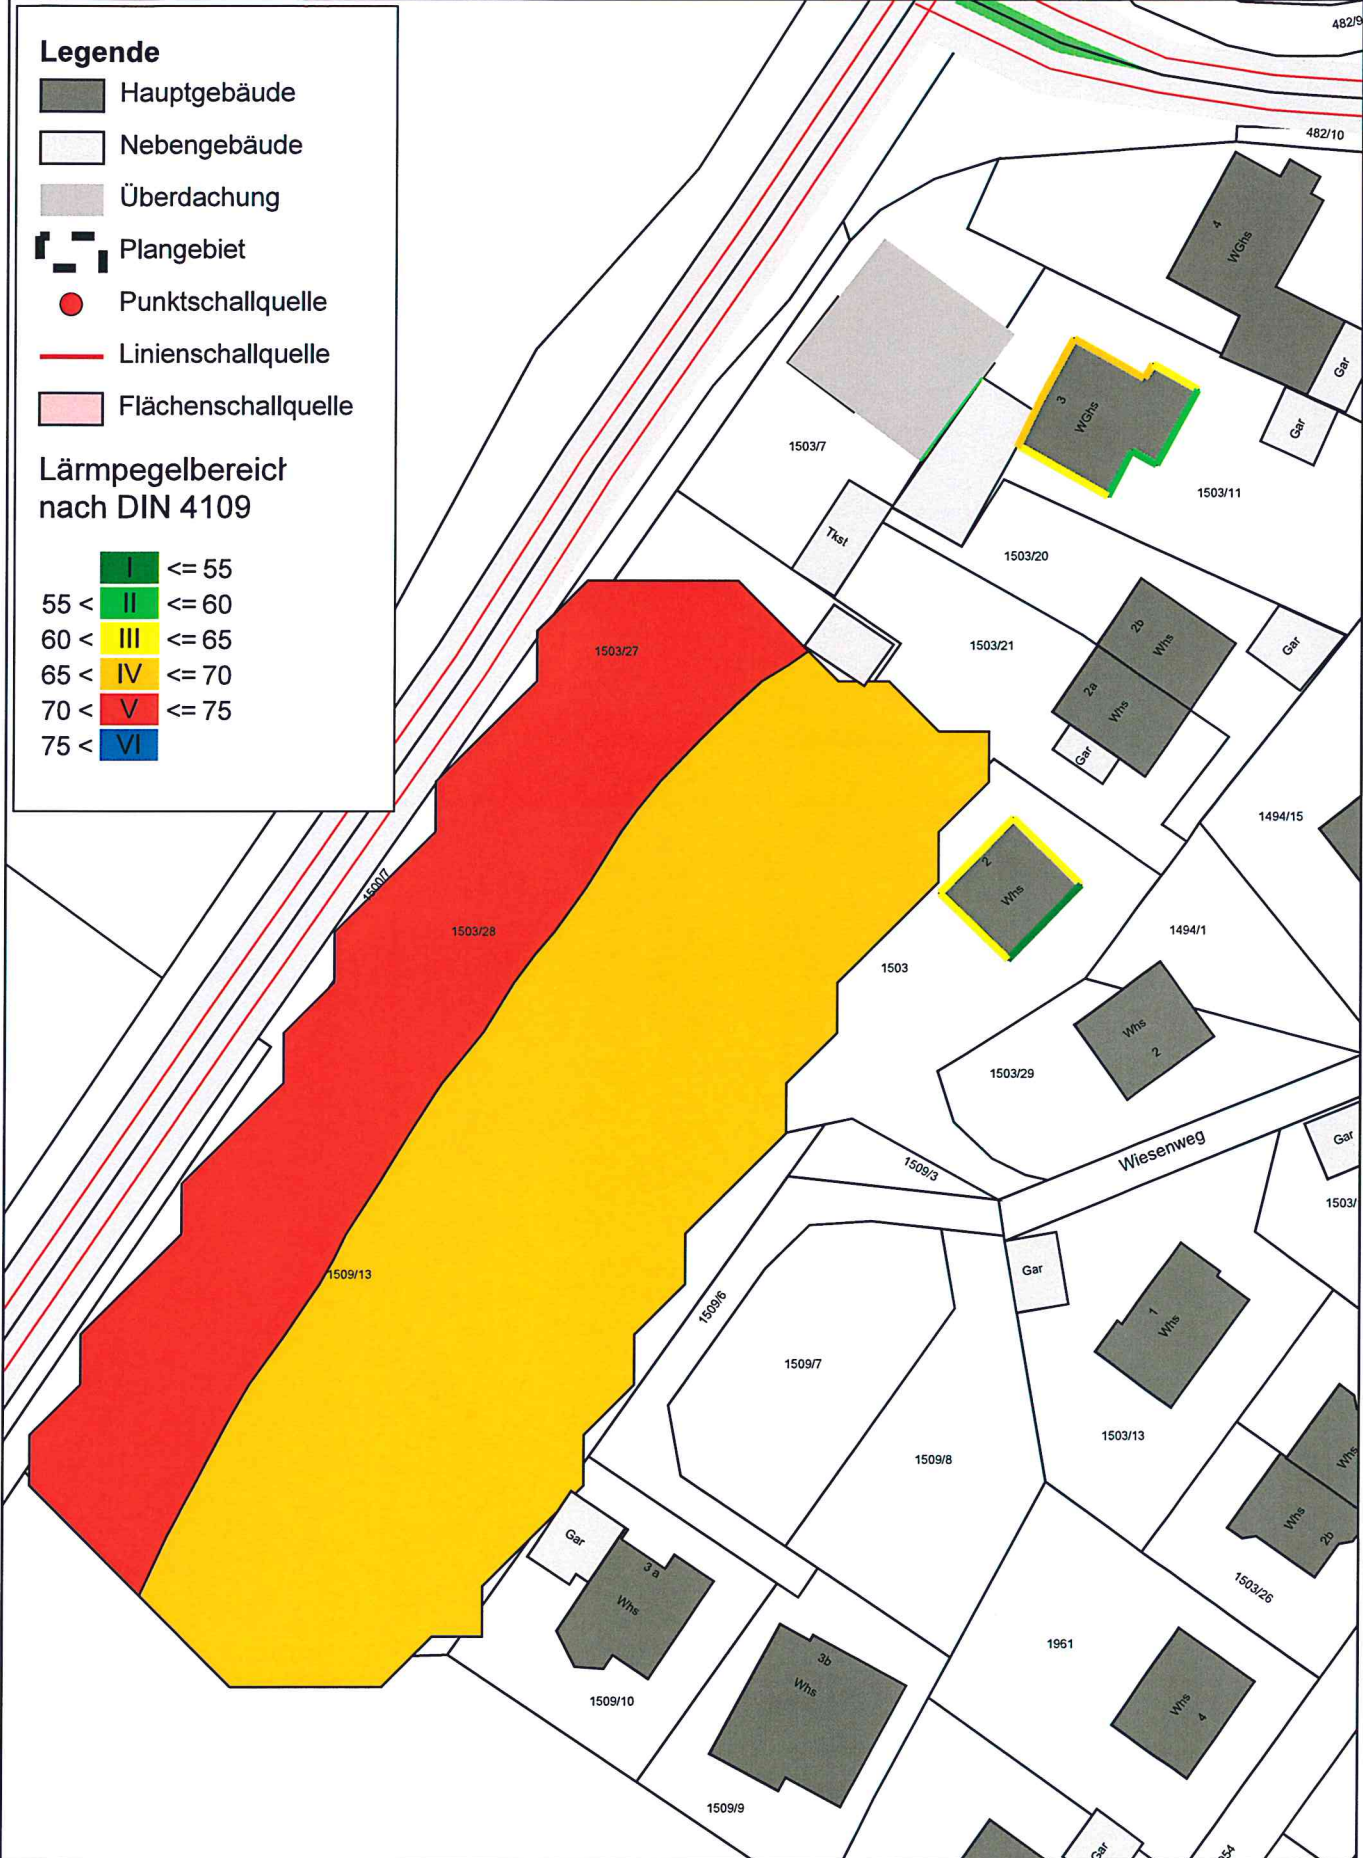 Legende
Hauptgebäude
Nebengebäude
Überdachung
Plangebiet
Punktschallquelle
Linienschallquelle
Flächenschallquelle
Lärmpegelbereich
nach DIN 4109
I <= 55
55 < II <= 60
60 < III <= 65
65 < IV <= 70
70 < V <= 75
75 < VI
482/9
482/10
4
WGhs
Gar
Gar
3
WGhs
1503/7
1503/11
Tkst
1503/20
1503/27
1503/21
2b
Whs
Gar
2a
Whs
Gar
1494/15
1500/7
2
Whs
1503/28
1494/1
1503
Whs
2
1503/29
Wiesenweg
Gar
1509/3
1503/
1509/13
Gar
1509/6
1
Whs
1509/7
1503/13
1509/8
Whs
Whs
2b
Gar
3 a
Whs
1503/26
1961
3b
Whs
Whs
4
1509/10
1509/9
Gar